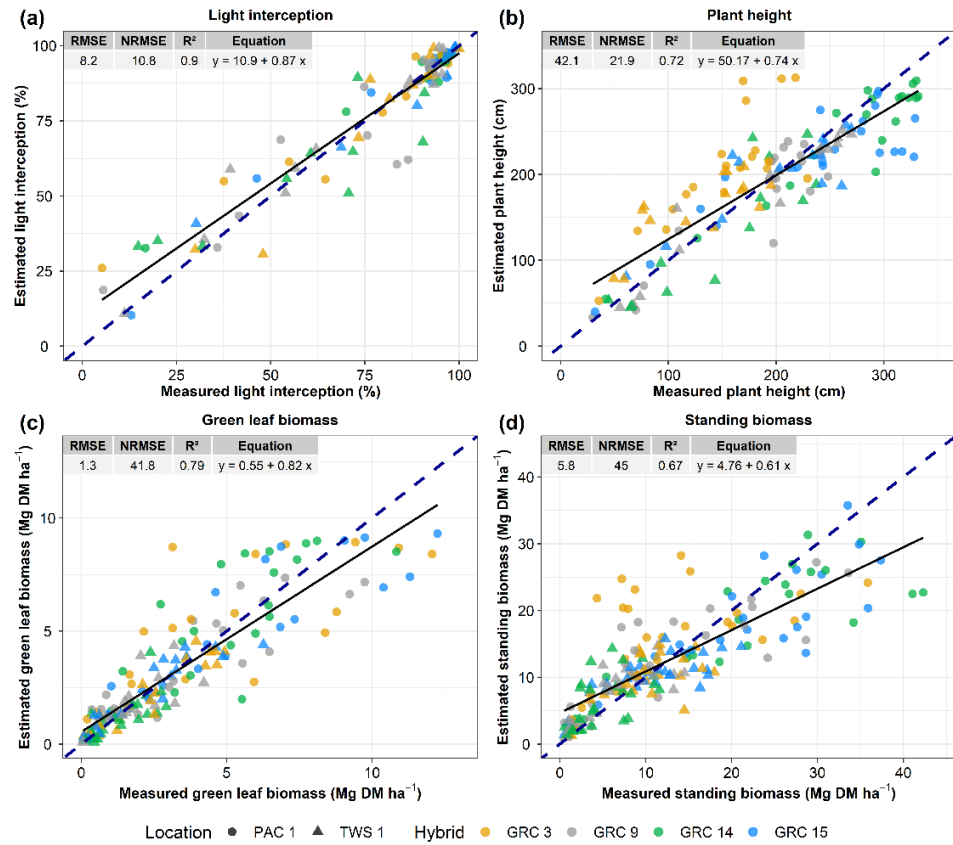 (a) Light interception
RMSE NRMSE R² Equation
8.2 10.8 0.9 y = 10.9 + 0.87 x
Estimated light interception (%)
100
75
50
25
0
0 25 50 75 100
Measured light interception (%)
(b) Plant height
RMSE NRMSE R² Equation
42.1 21.9 0.72 y = 50.17 + 0.74 x
Estimated plant height (cm)
300
200
100
0
0 100 200 300
Measured plant height (cm)
(c) Green leaf biomass
RMSE NRMSE R² Equation
1.3 41.8 0.79 y = 0.55 + 0.82 x
Estimated green leaf biomass (Mg DM ha⁻¹)
10
5
0
0 5 10
Measured green leaf biomass (Mg DM ha⁻¹)
(d) Standing biomass
RMSE NRMSE R² Equation
5.8 45 0.67 y = 4.76 + 0.61 x
Estimated standing biomass (Mg DM ha⁻¹)
40
30
20
10
0
0 10 20 30 40
Measured standing biomass (Mg DM ha⁻¹)
Location PAC 1 TWS 1 Hybrid GRC 3 GRC 9 GRC 14 GRC 15